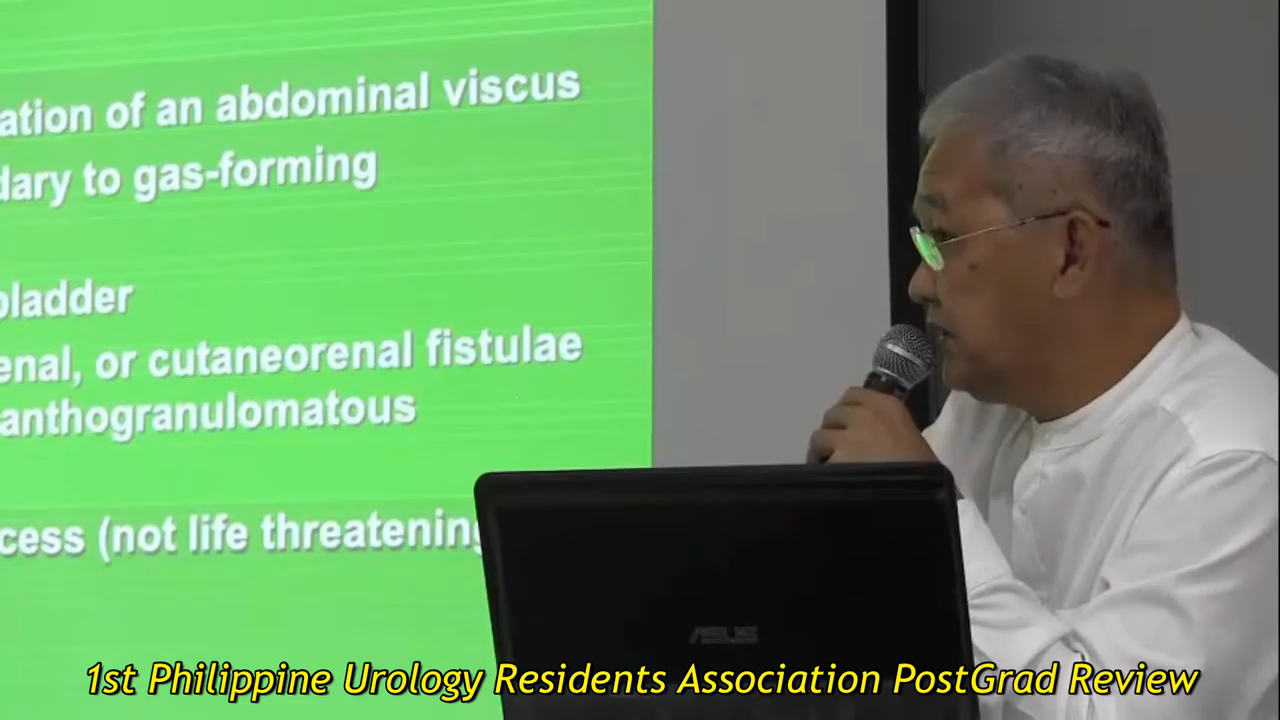 ation of an abdominal viscus
dary to gas-forming
bladder
enal, or cutaneorenal fistulae
anthogranulomatous
cess (not life threatening
ASUS
1st Philippine Urology Residents Association PostGrad Review